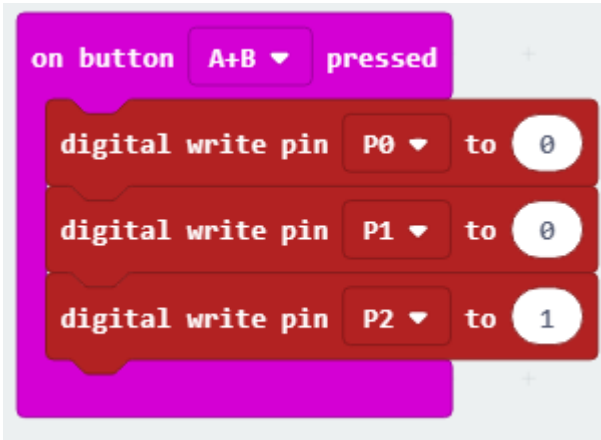 on button A+B pressed
digital write pin P0 to 0
digital write pin P1 to 0
digital write pin P2 to 1